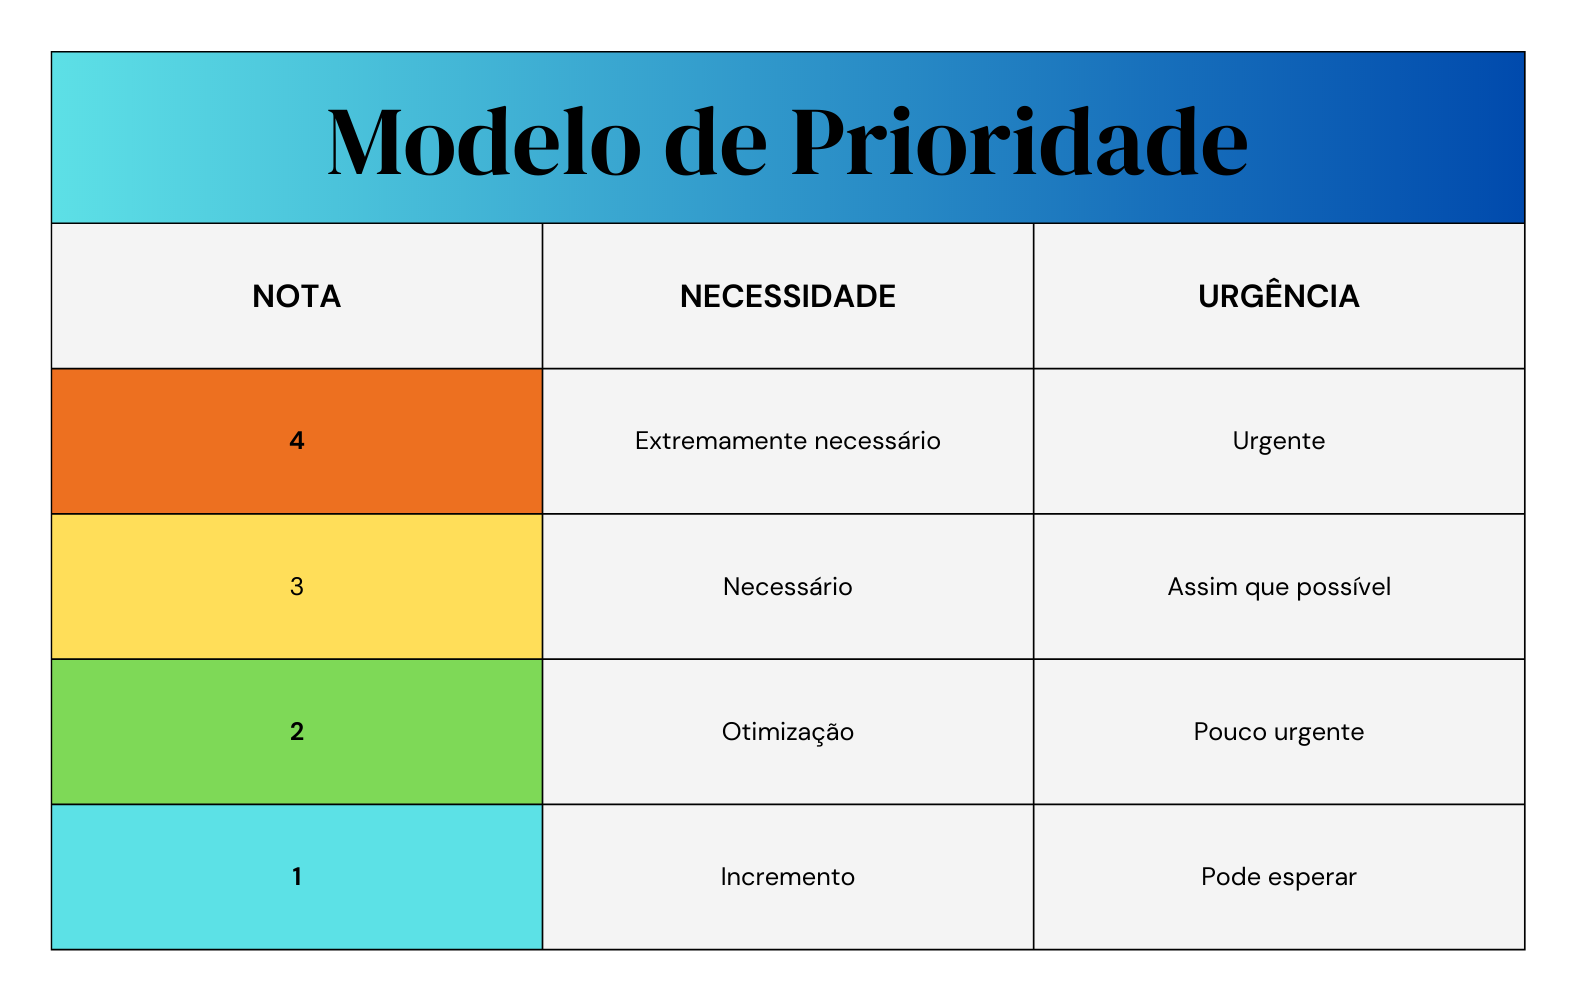 Modelo de Prioridade
NOTA NECESSIDADE URGÊNCIA
4 Extremamente necessário Urgente
3 Necessário Assim que possível
2 Otimização Pouco urgente
1 Incremento Pode esperar